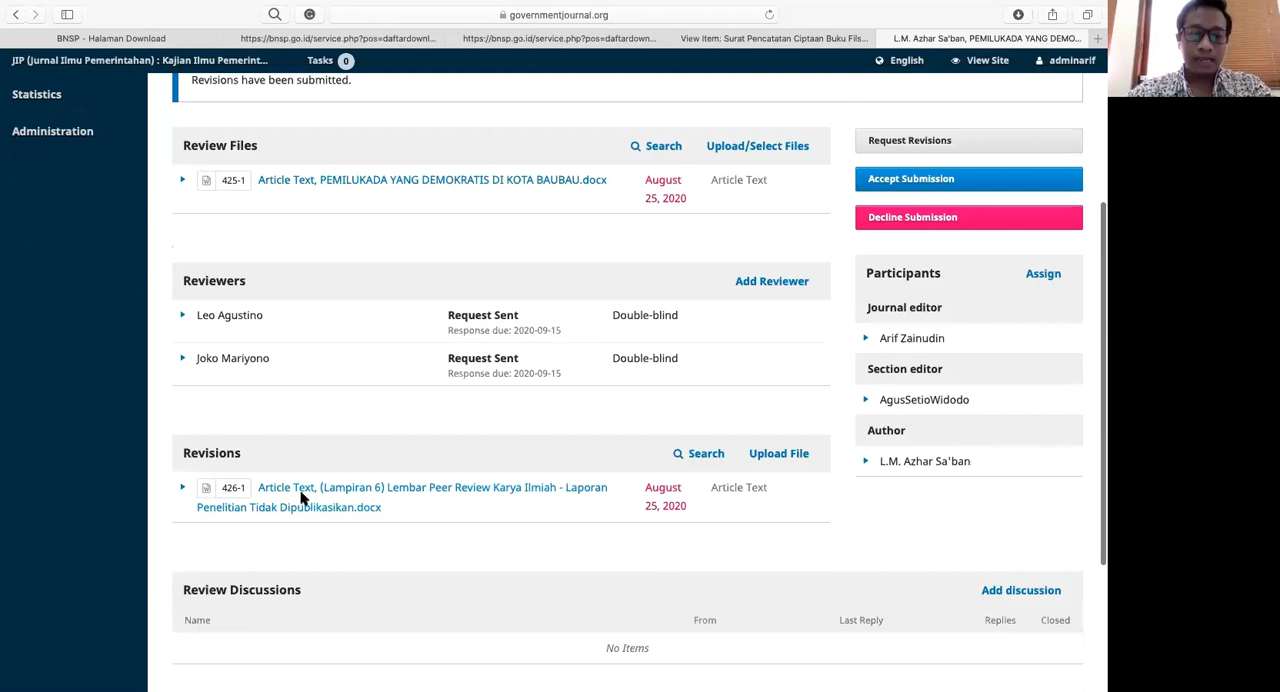 governmentjournal.org
BNSP - Halaman Download
https://bnsp.go.id/service.php?pos=daftardownl...
https://bnsp.go.id/service.php?pos=daftardown...
View Item: Surat Pencatatan Ciptaan Buku Fils...
L.M. Azhar Sa'ban, PEMILUKADA YANG DEMO...
JIP (Jurnal Ilmu Pemerintahan) : Kajian Ilmu Pemerint...
Tasks 0
English
View Site
adminarif
Statistics
Administration
Revisions have been submitted.
Review Files
Search
Upload/Select Files
425-1 Article Text, PEMILUKADA YANG DEMOKRATIS DI KOTA BAUBAU.docx
August
25, 2020
Article Text
Reviewers
Add Reviewer
Leo Agustino
Request Sent
Response due: 2020-09-15
Double-blind
Joko Mariyono
Request Sent
Response due: 2020-09-15
Double-blind
Revisions
Search
Upload File
426-1 Article Text, (Lampiran 6) Lembar Peer Review Karya Ilmiah - Laporan
Penelitian Tidak Dipublikasikan.docx
August
25, 2020
Article Text
Review Discussions
Add discussion
Name
From
Last Reply
Replies
Closed
No Items
Request Revisions
Accept Submission
Decline Submission
Participants
Assign
Journal editor
Arif Zainudin
Section editor
AgusSetioWidodo
Author
L.M. Azhar Sa'ban